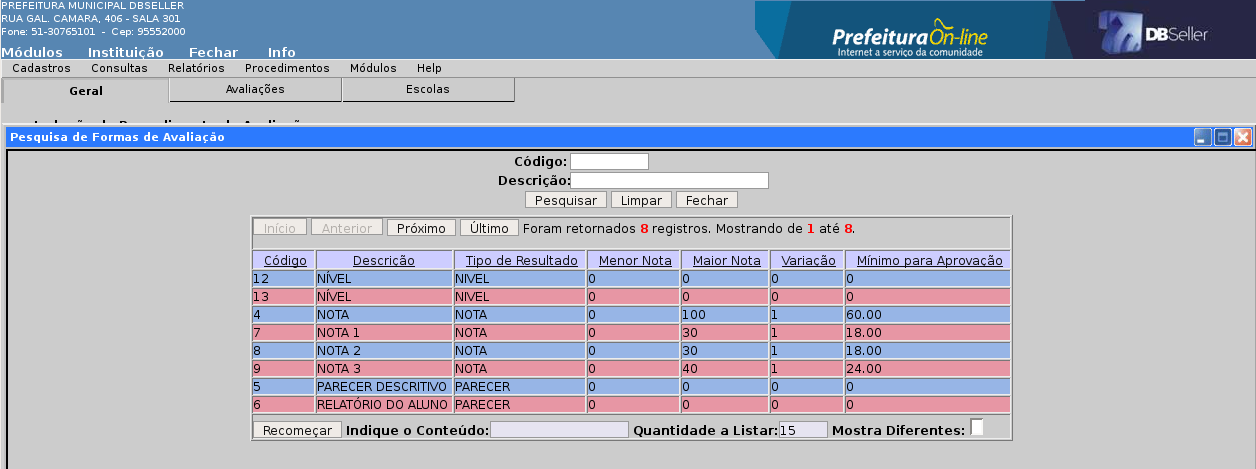 PREFEITURA MUNICIPAL DBSELLER
RUA GAL. CAMARA, 406 - SALA 301
Fone: 51-30765101 - Cep: 95552000
PrefeituraOn-line
Internet a serviço da comunidade
DBSeller
Módulos Instituição Fechar Info
Cadastros Consultas Relatórios Procedimentos Módulos Help
Geral Avaliações Escolas
Pesquisa de Formas de Avaliação
Código:
Descrição:
Pesquisar Limpar Fechar
Início Anterior Próximo Último Foram retornados 8 registros. Mostrando de 1 até 8.
Código Descrição Tipo de Resultado Menor Nota Maior Nota Variação Mínimo para Aprovação
12 NÍVEL NIVEL 0 0 0 0
13 NÍVEL NIVEL 0 0 0 0
4 NOTA NOTA 0 100 1 60.00
7 NOTA 1 NOTA 0 30 1 18.00
8 NOTA 2 NOTA 0 30 1 18.00
9 NOTA 3 NOTA 0 40 1 24.00
5 PARECER DESCRITIVO PARECER 0 0 0 0
6 RELATÓRIO DO ALUNO PARECER 0 0 0 0
Recomeçar Indique o Conteúdo: Quantidade a Listar: 15 Mostra Diferentes: